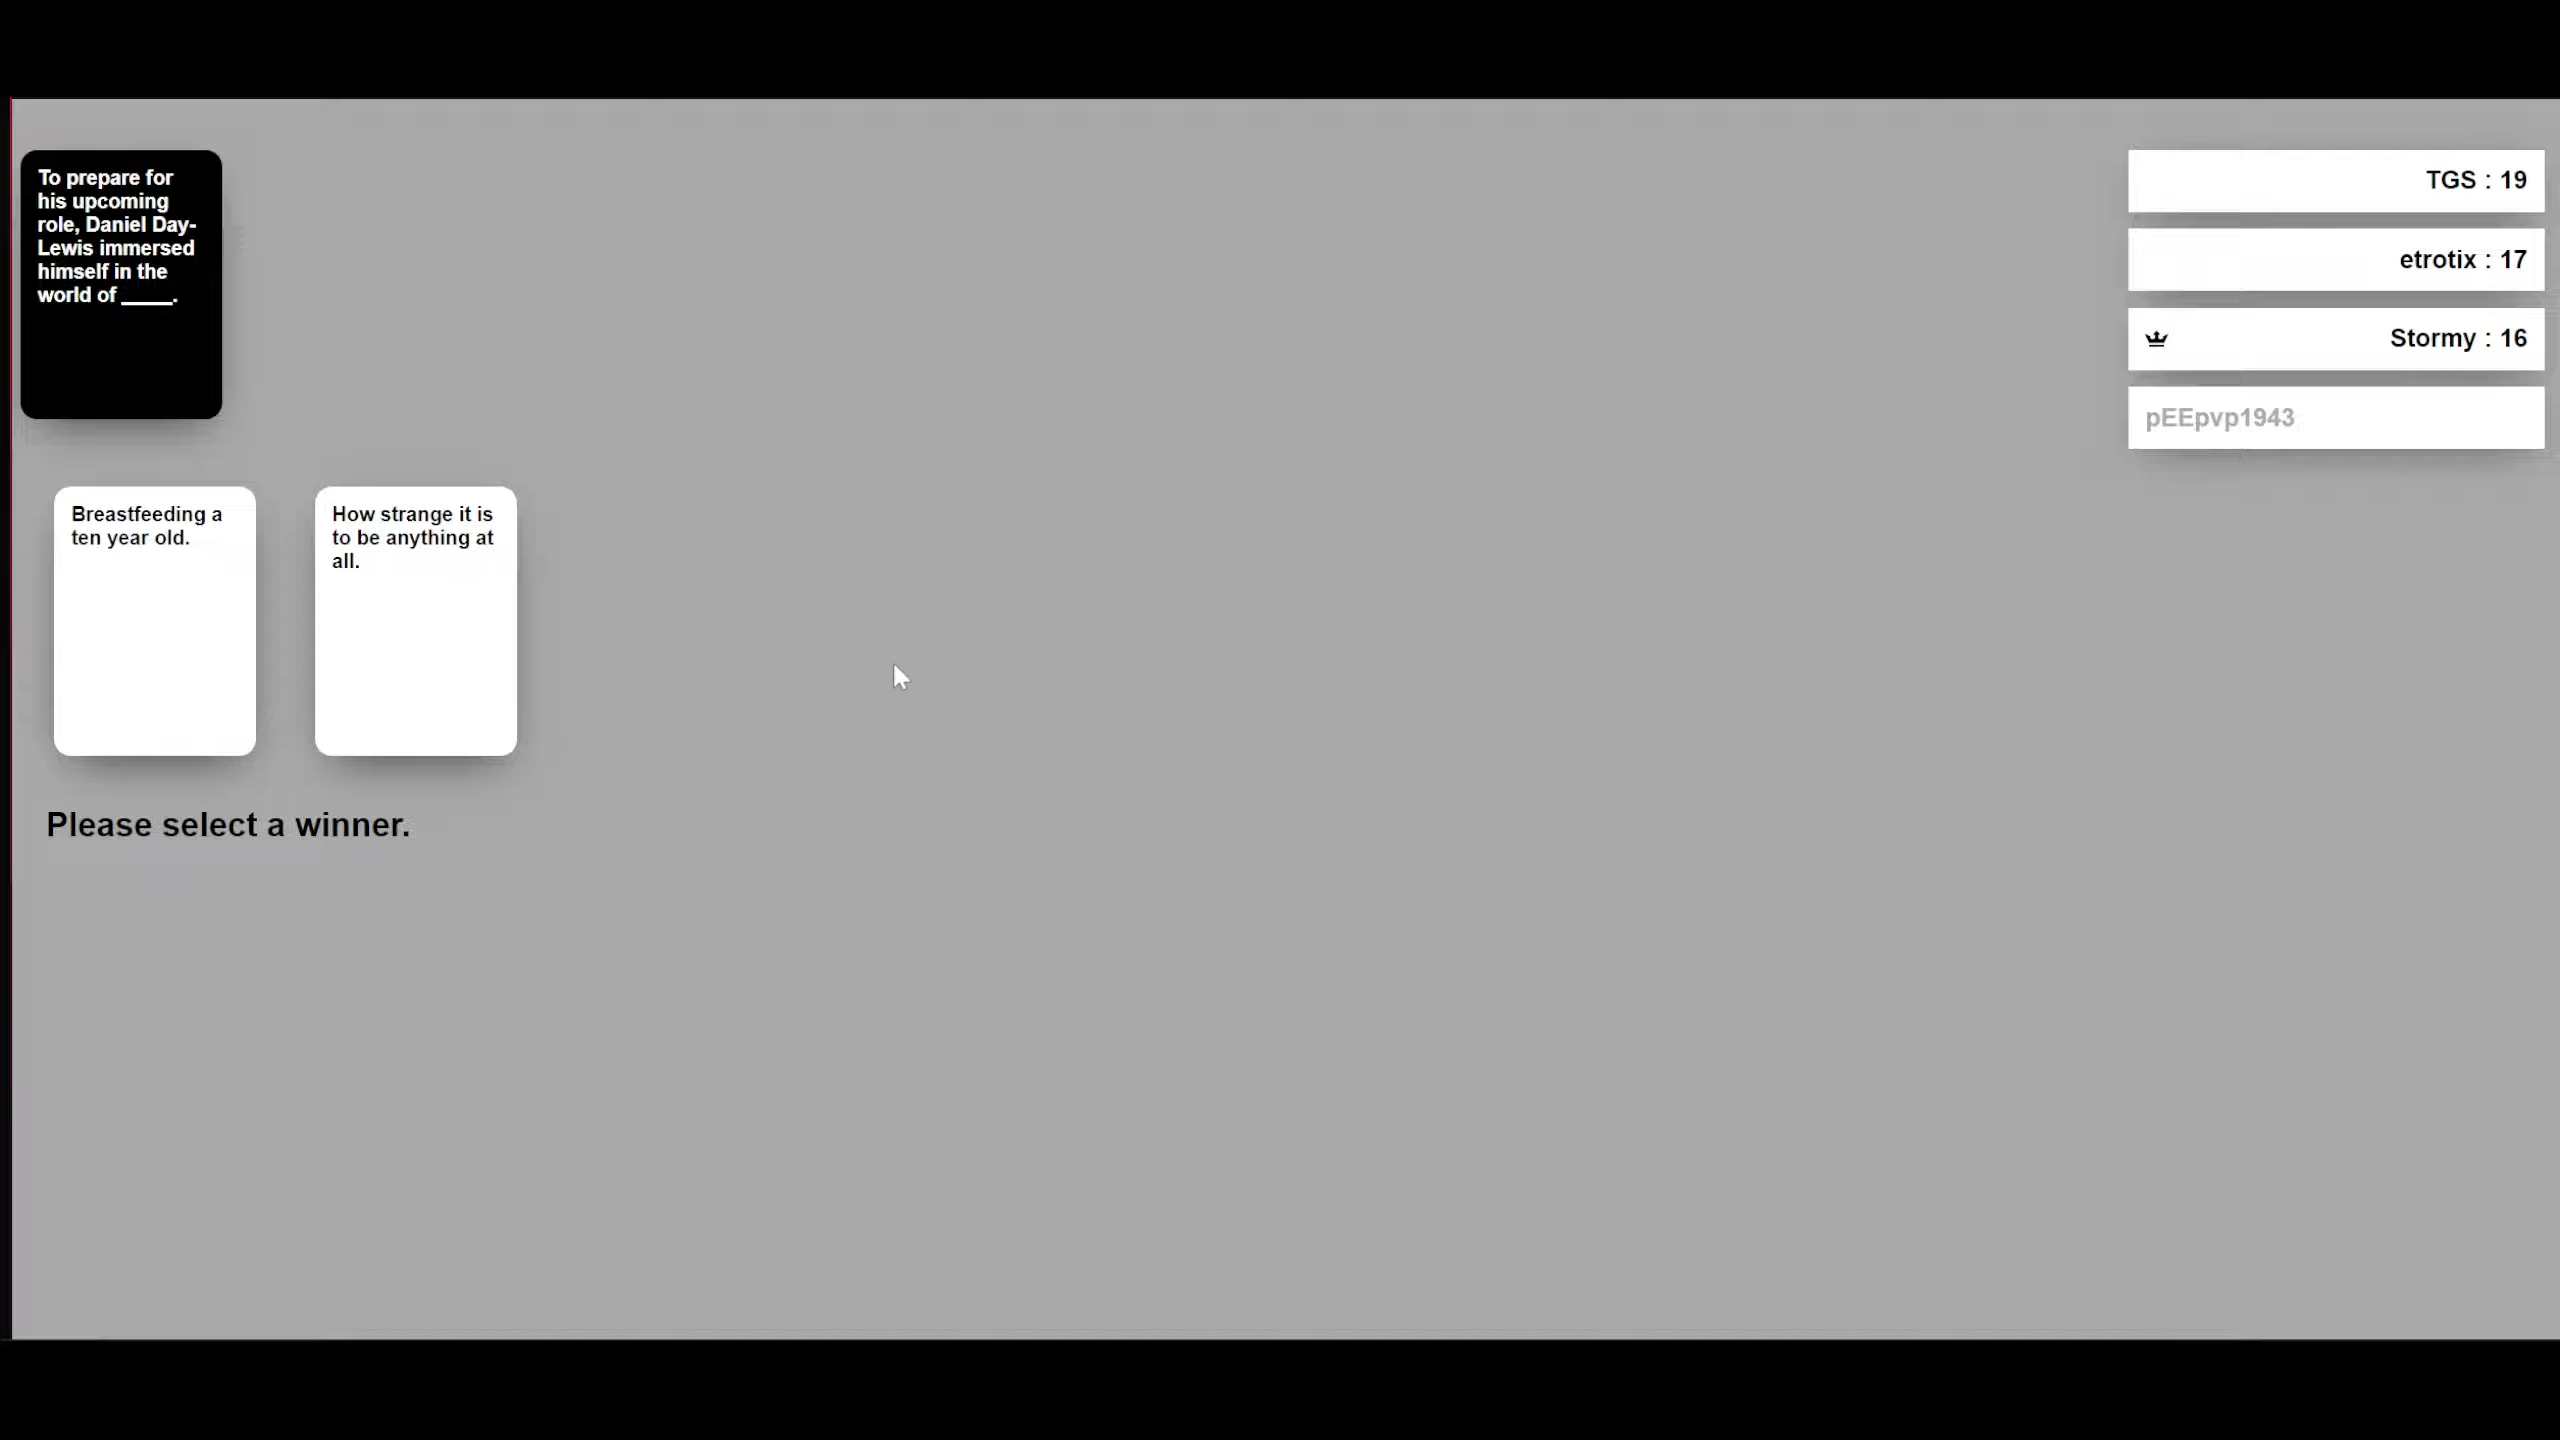 To prepare for
his upcoming
role, Daniel Day-
Lewis immersed
himself in the
world of _____.
TGS : 19
etrotix : 17
Stormy : 16
pEEpvp1943
Breastfeeding a
ten year old.
How strange it is
to be anything at
all.
Please select a winner.